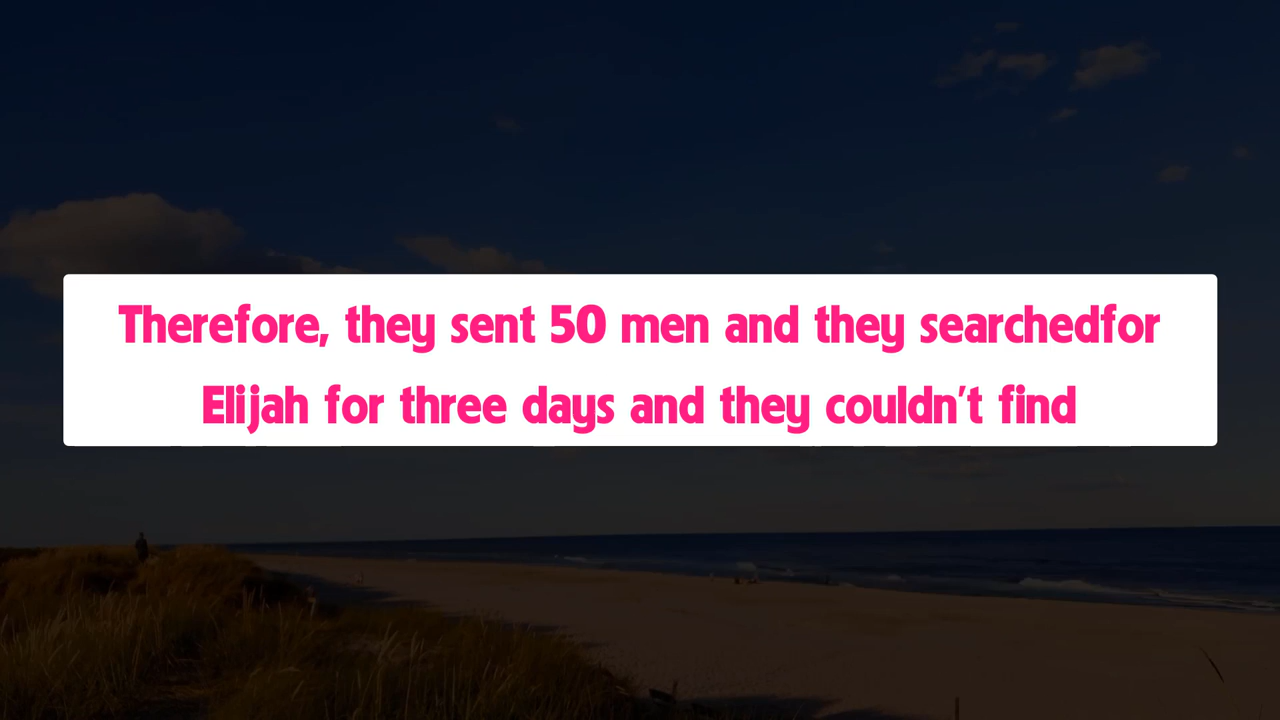 Therefore, they sent 50 men and they searchedfor
Elijah for three days and they couldn't find